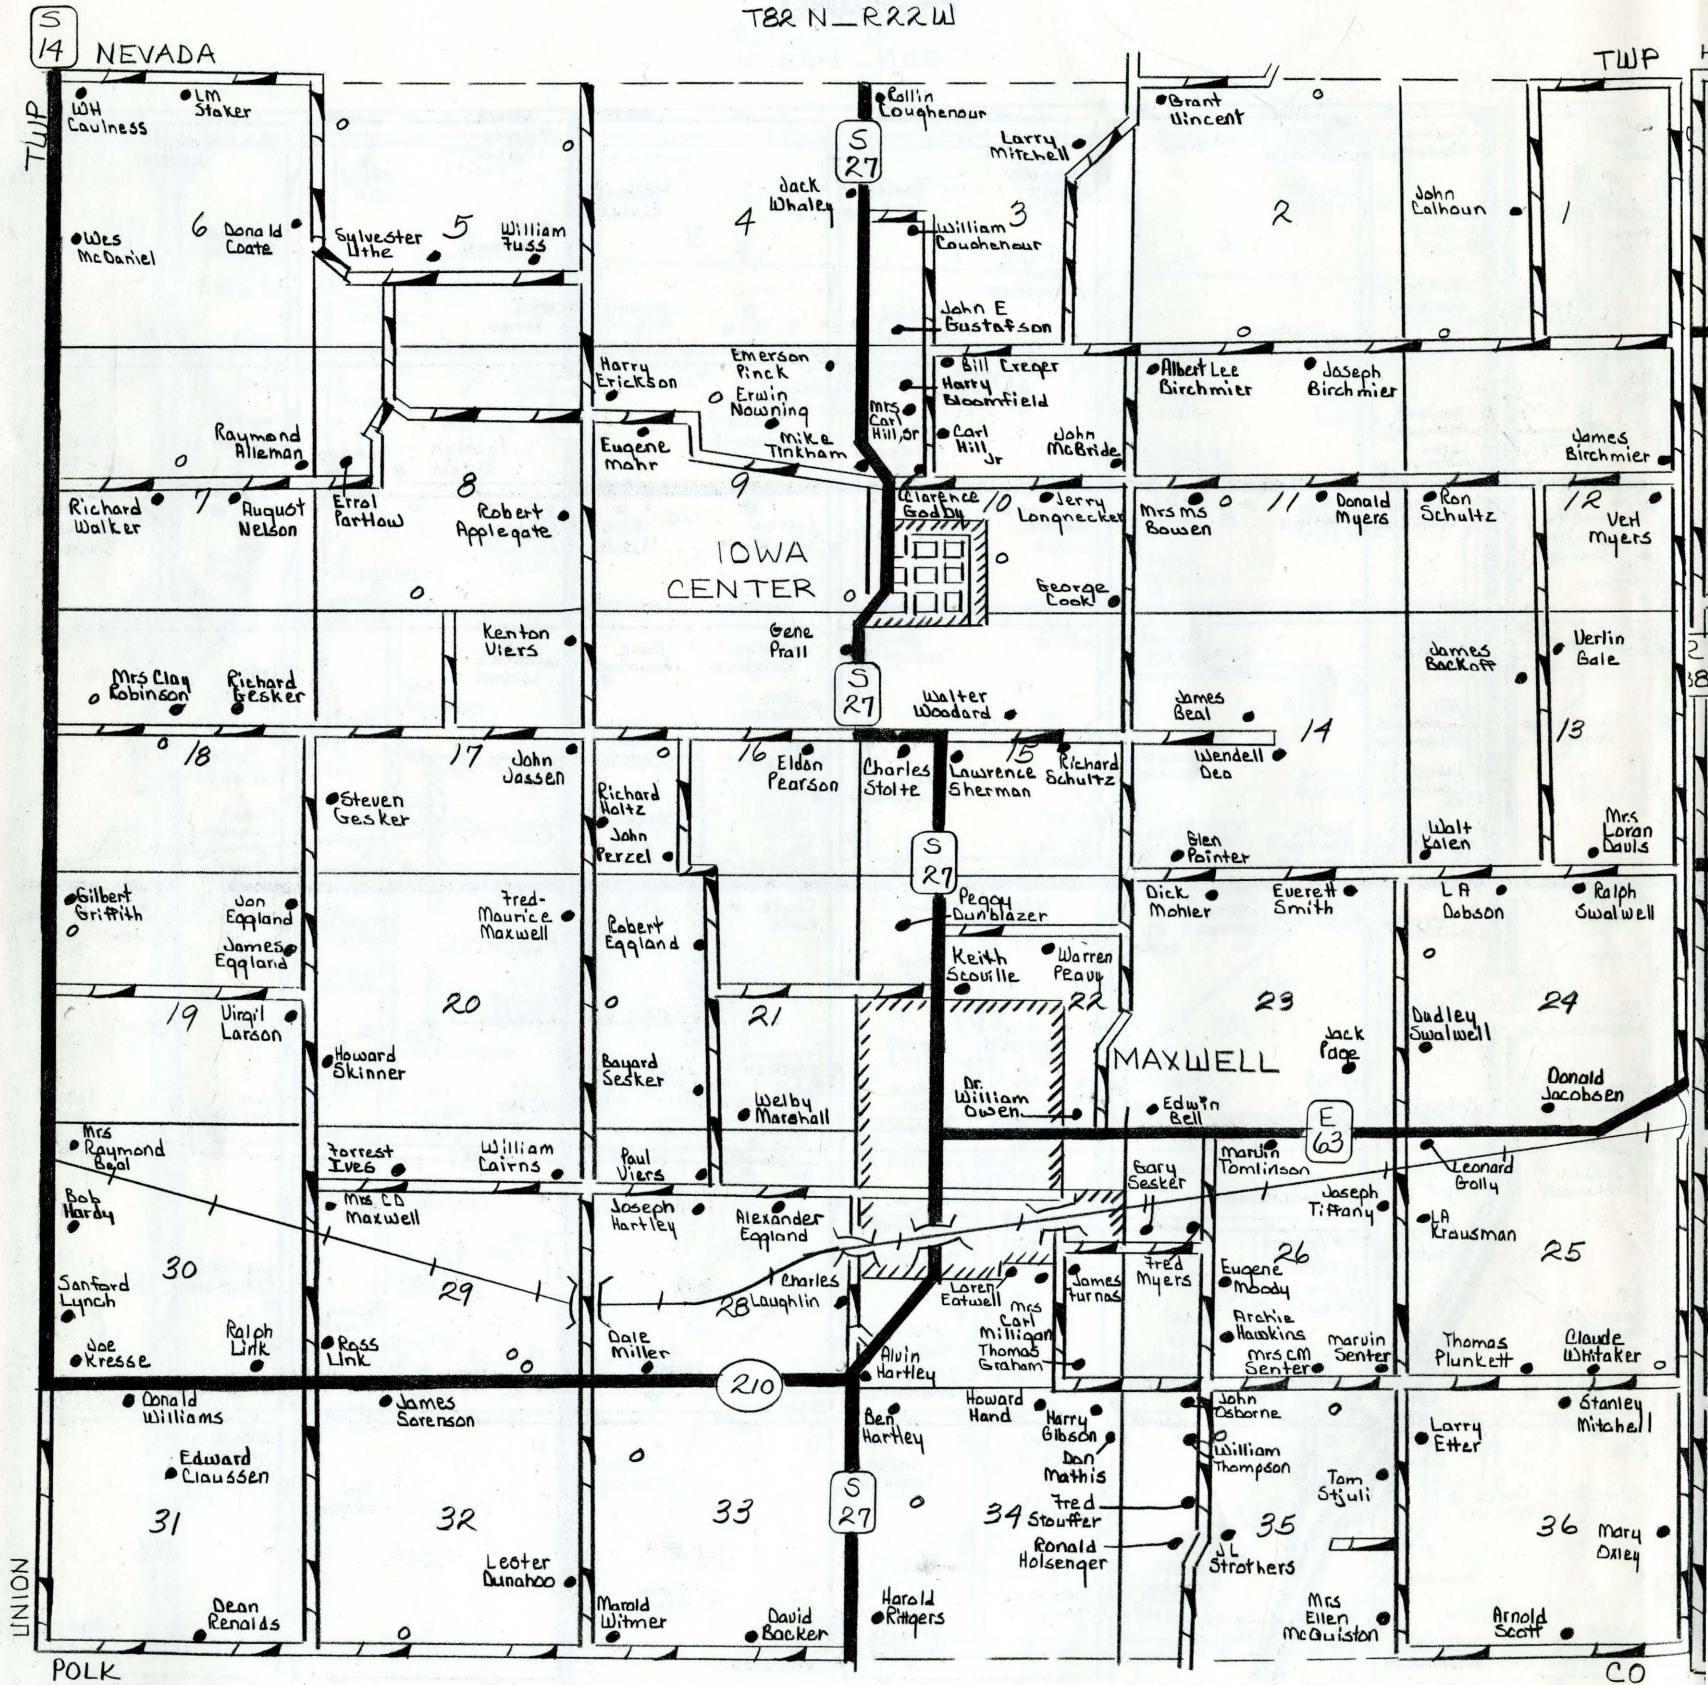 T82 N—R22W
S
14
NEVADA
TWP
TWP
WH
Caulness
LM
Staker
Rollin
Coughenour
Brant
Vincent
S
27
Larry
Mitchell
Jack
Whaley
John
Calhoun
6
5
4
3
2
1
Wes
McDaniel
Donald
Coate
Sylvester
Uthe
William
Fuss
William
Coughenour
John E
Gustafson
Harry
Erickson
Emerson
Pinck
Erwin
Nowning
Bill Creger
Harry
Bloomfield
Albert Lee
Birchmier
Joseph
Birchmier
Mrs
Carl
Hill, Sr
Carl
Hill
Jr
John
McBride
James
Birchmier
Raymond
Alleman
Eugene
Mohr
Mike
Tinkham
Richard
Walker
7
August
Nelson
Errol
Partlow
8
Robert
Applegate
9
Clarence
Godby
10
Jerry
Longnecker
Mrs Ms
Bowen
11
Donald
Myers
Ron
Schultz
12
Verl
Myers
IOWA
CENTER
George
Cook
Kenton
Viers
Gene
Prall
James
Backoff
Verlin
Gale
Mrs Clay
Robinson
Richard
Gesker
S
27
Walter
Woodard
James
Beal
18
17
John
Jassen
16
Eldon
Pearson
Charles
Stolte
Lawrence
Sherman
15
Richard
Schultz
Wendell
Dea
14
13
Steven
Gesker
Richard
Holtz
John
Perzel
S
27
Glen
Pointer
Walt
Kalen
Mrs
Loran
Davis
Gilbert
Griffith
Jon
Eggland
James
Eggland
Fred-
Maurice
Maxwell
Robert
Eggland
Peggy
Dunblazer
Dick
Mohler
Everett
Smith
LA
Dobson
Ralph
Swalwell
Keith
Scoville
Warren
Peavy
19
Virgil
Larson
20
21
22
23
24
Howard
Skinner
Bayard
Sesker
Welby
Marshall
Dr.
William
Owen
MAXWELL
Edwin
Bell
Jack
Page
Dudley
Swalwell
Donald
Jacobsen
E
63
Mrs
Raymond
Beal
Forrest
Ives
William
Cairns
Paul
Viers
Gary
Sesker
Marvin
Tomlinson
Leonard
Golly
Bob
Hardy
Mrs CD
Maxwell
Joseph
Hartley
Alexander
Eggland
Joseph
Tiffany
LA
Krausman
30
29
28
26
25
Sanford
Lynch
Charles
Laughlin
Loren
Eatwell
James
Furnas
Fred
Myers
Eugene
Moody
Joe
Kresse
Ralph
Link
Ross
Link
Dale
Miller
Alvin
Hartley
Mrs
Carl
Milligan
Thomas
Graham
Archie
Hawkins
Mrs CM
Senter
Marvin
Senter
Thomas
Plunkett
Claude
Whitaker
210
Donald
Williams
James
Sorenson
Ben
Hartley
Howard
Hand
Harry
Gibson
John
Osborne
Stanley
Mitchell
Edward
Claussen
Don
Mathis
William
Thompson
Larry
Etter
Tom
Stjuli
31
32
33
S
27
34
Fred
Stouffer
35
36
Mary
Oxley
Ronald
Holsenger
JL
Strothers
UNION
Lester
Dunahoo
Dean
Renalds
Marold
Witmer
David
Backer
Harold
Rittgers
Mrs
Ellen
McQuiston
Arnold
Scott
POLK
CO